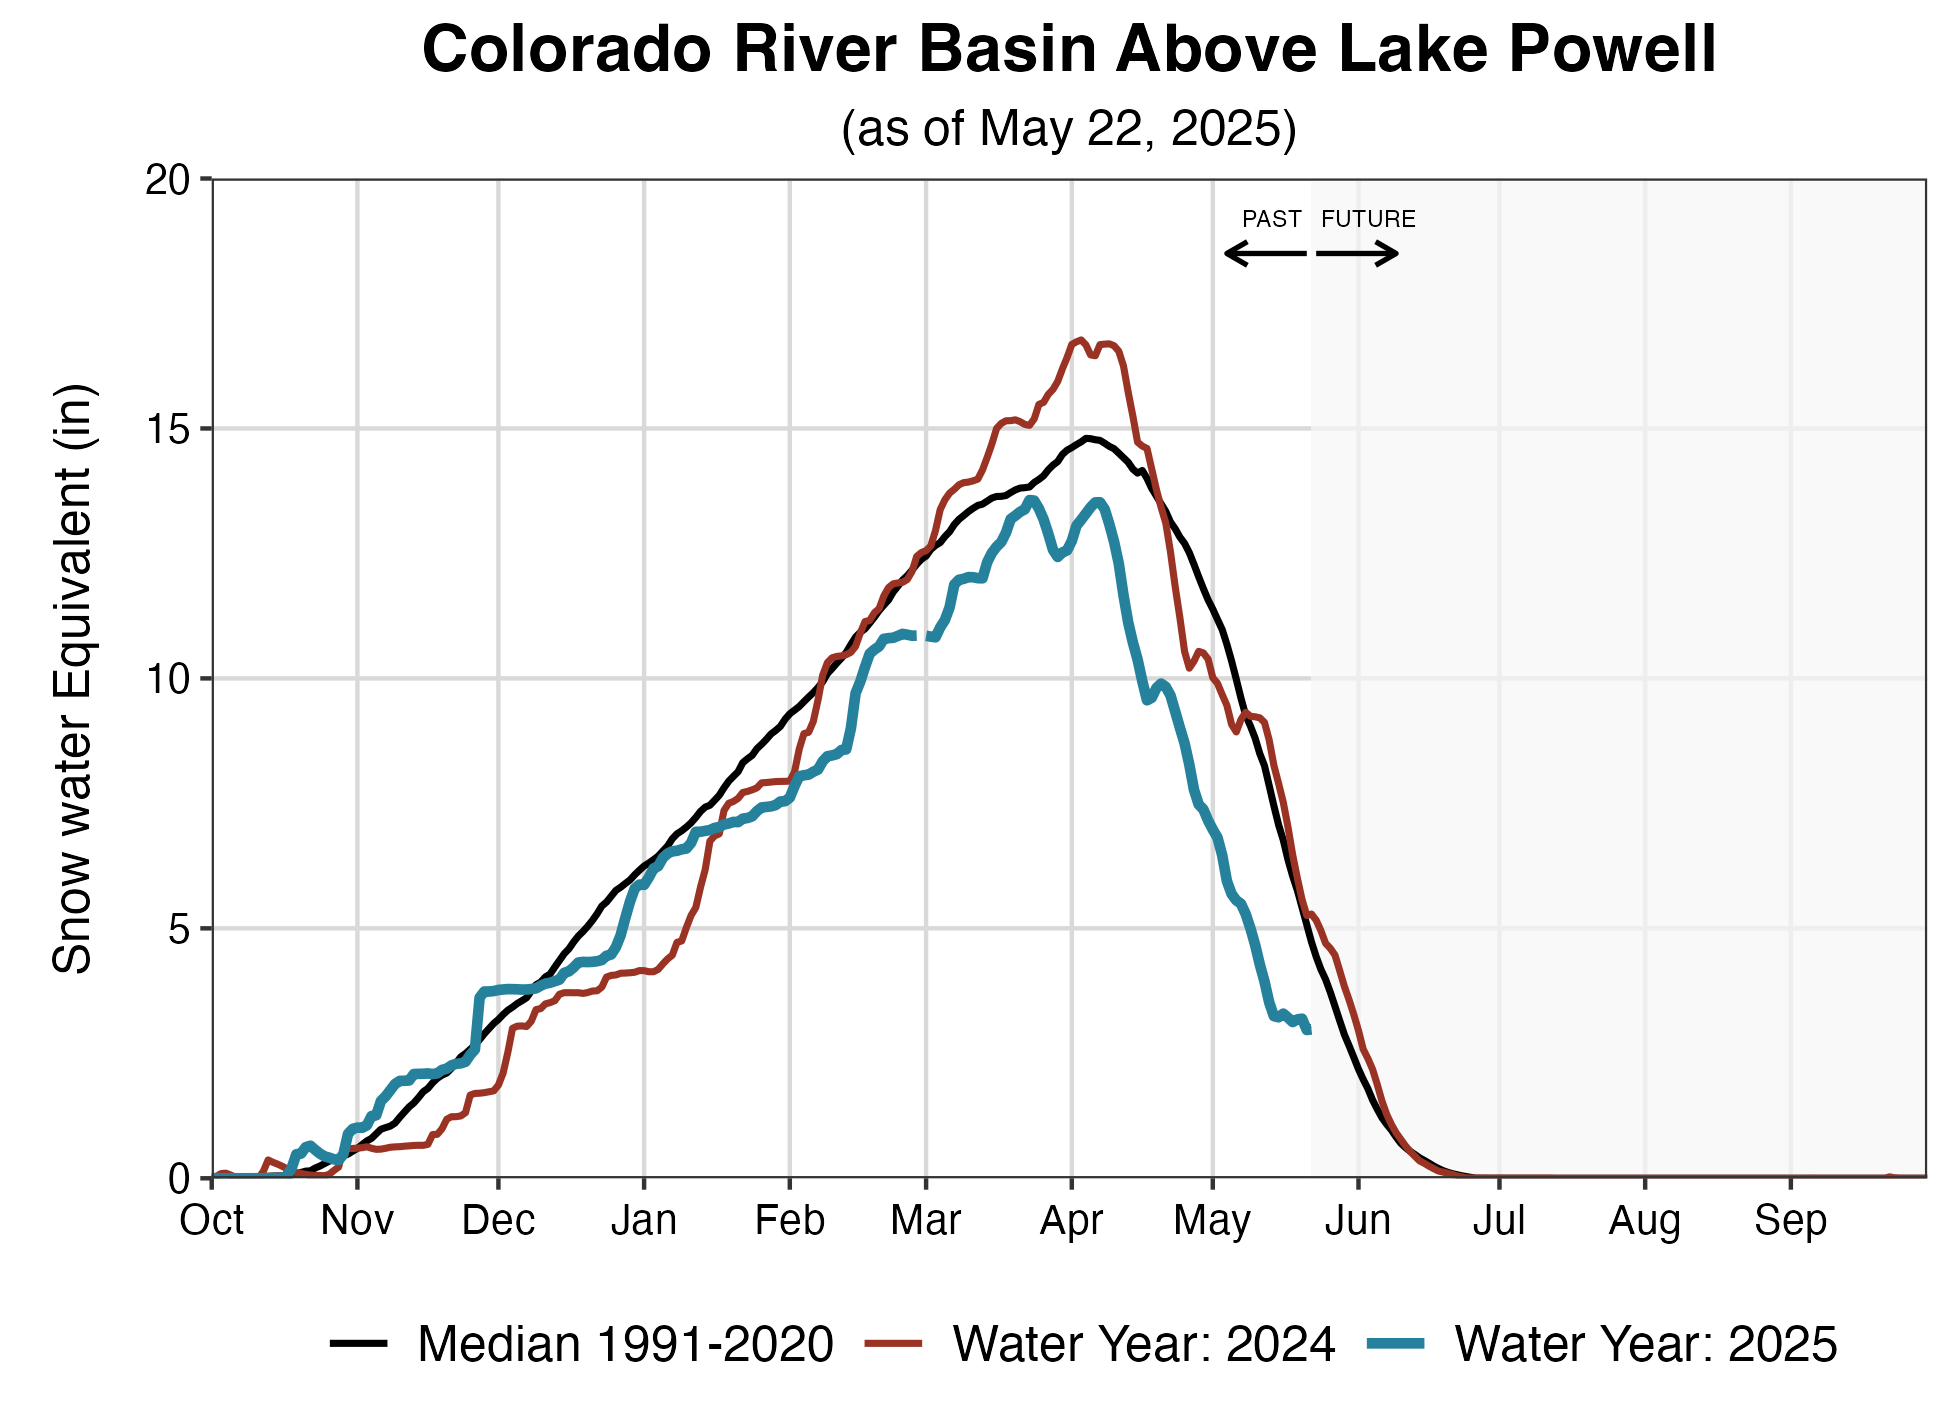 Colorado River Basin Above Lake Powell
(as of May 22, 2025)
20
PAST FUTURE
15
Snow water Equivalent (in)
10
5
0
Oct Nov Dec Jan Feb Mar Apr May Jun Jul Aug Sep
Median 1991-2020 Water Year: 2024 Water Year: 2025